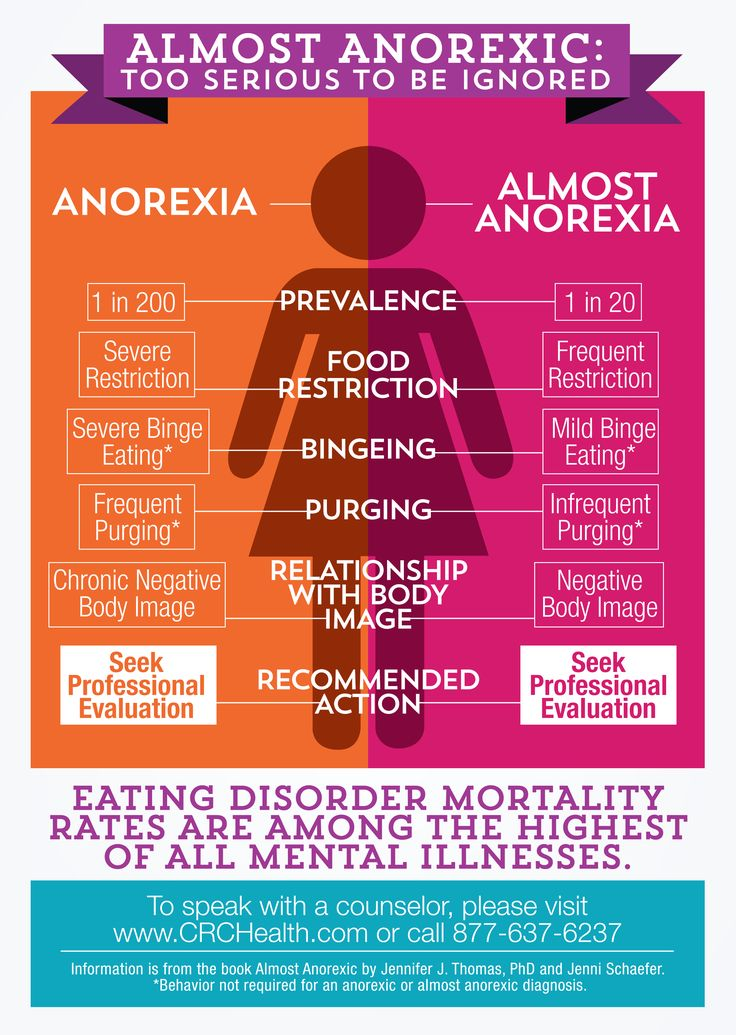 ALMOST ANOREXIC:
TOO SERIOUS TO BE IGNORED
ANOREXIA
ALMOST
ANOREXIA
1 in 200
PREVALENCE
1 in 20
Severe
Restriction
FOOD
RESTRICTION
Frequent
Restriction
Severe Binge
Eating*
BINGEING
Mild Binge
Eating*
Frequent
Purging*
PURGING
Infrequent
Purging*
Chronic Negative
Body Image
RELATIONSHIP
WITH BODY
IMAGE
Negative
Body Image
Seek
Professional
Evaluation
RECOMMENDED
ACTION
Seek
Professional
Evaluation
EATING DISORDER MORTALITY
RATES ARE AMONG THE HIGHEST
OF ALL MENTAL ILLNESSES.
To speak with a counselor, please visit
www.CRCHealth.com or call 877-637-6237
Information is from the book Almost Anorexic by Jennifer J. Thomas, PhD and Jenni Schaefer.
*Behavior not required for an anorexic or almost anorexic diagnosis.